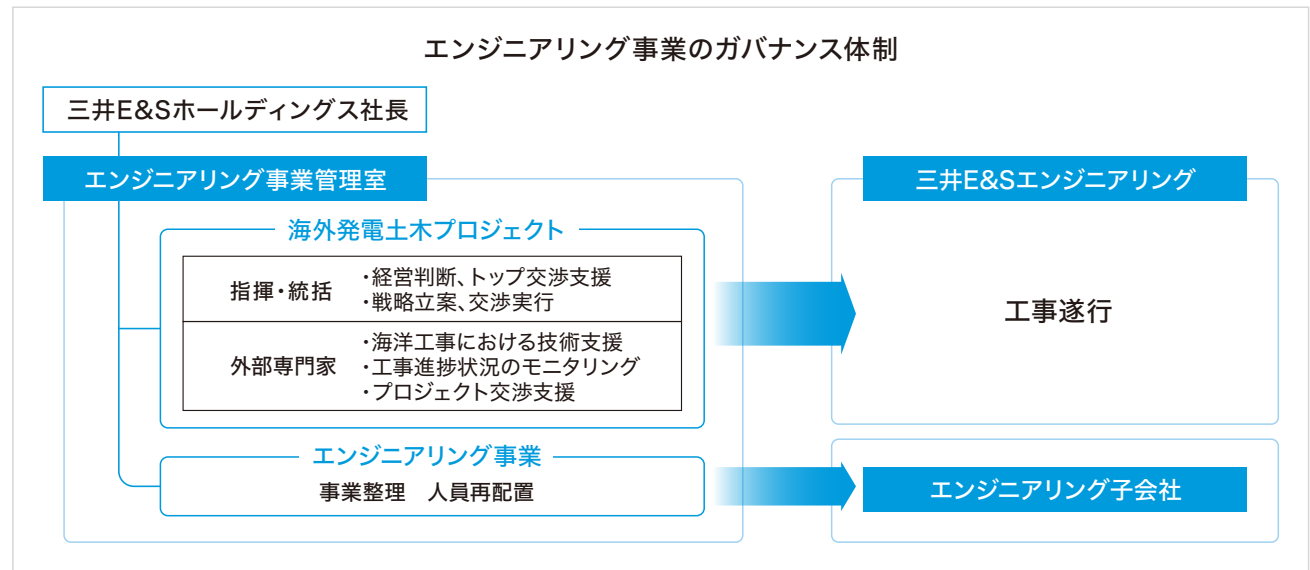 エンジニアリング事業のガバナンス体制
三井E&Sホールディングス社長
エンジニアリング事業管理室
海外発電土木プロジェクト
指揮・統括
・経営判断、トップ交渉支援
・戦略立案、交渉実行
外部専門家
・海洋工事における技術支援
・工事進捗状況のモニタリング
・プロジェクト交渉支援
エンジニアリング事業
事業整理　人員再配置
三井E&Sエンジニアリング
工事遂行
エンジニアリング子会社